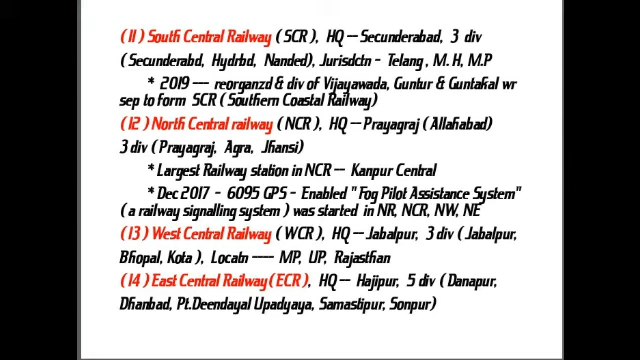 (11) South Central Railway (SCR), HQ -- Secunderabad, 3 div
(Secunderabd, Hydrbd, Nanded), Jurisdctn - Telang, M.H, M.P
* 2019 --- reorganzd & div of Vijayawada, Guntur & Guntakal wr
sep to form SCR (Southern Coastal Railway)
(12) North Central railway (NCR), HQ -- Prayagraj (Allahabad)
3 div (Prayagraj, Agra, Jhansi)
* Largest Railway station in NCR -- Kanpur Central
* Dec 2017 - 6095 GPS - Enabled "Fog Pilot Assistance System"
(a railway signalling system) was started in NR, NCR, NW, NE
(13) West Central Railway (WCR), HQ -- Jabalpur, 3 div (Jabalpur,
Bhopal, Kota), Locatn ---- MP, UP, Rajasthan
(14) East Central Railway(ECR), HQ -- Hajipur, 5 div (Danapur,
Dhanbad, Pt.Deendayal Upadyaya, Samastipur, Sonpur)